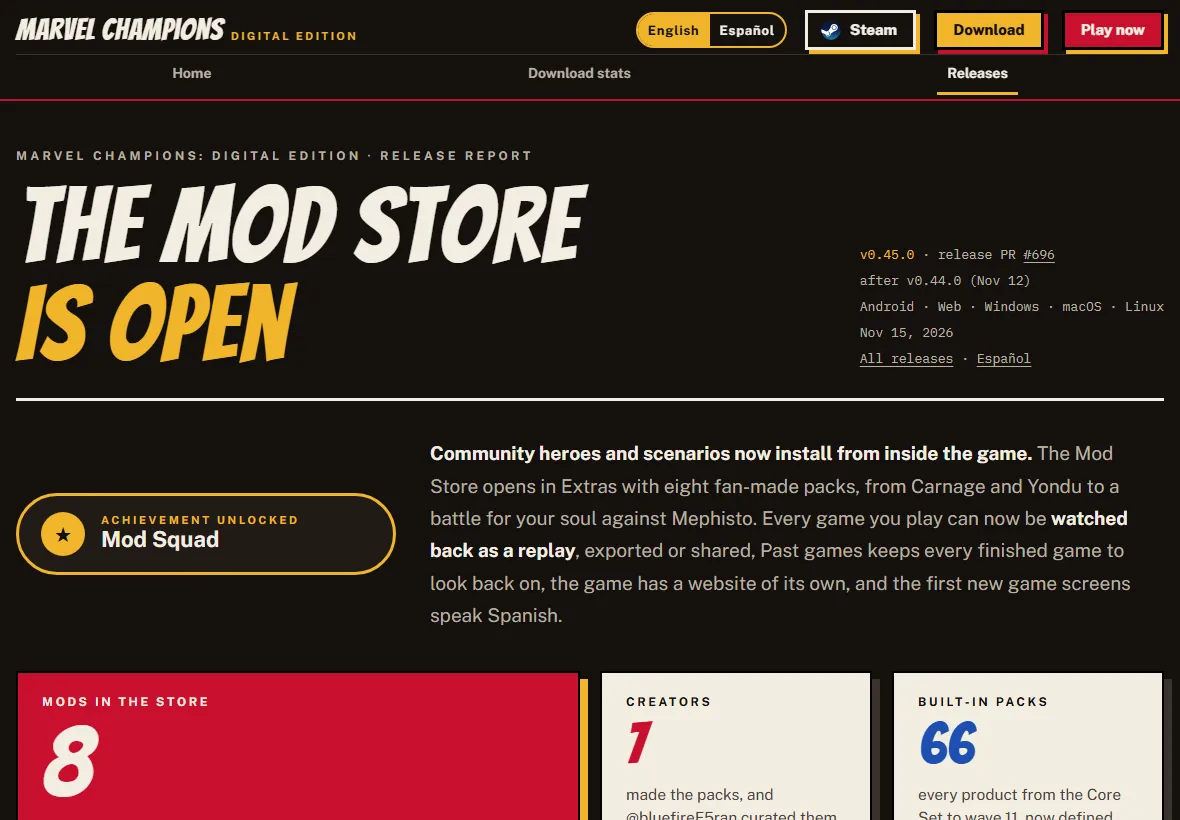 MARVEL CHAMPIONS DIGITAL EDITION
English Español
Steam
Download
Play now
Home
Download stats
Releases
MARVEL CHAMPIONS: DIGITAL EDITION · RELEASE REPORT
THE MOD STORE
IS OPEN
v0.45.0 · release PR #696
after v0.44.0 (Nov 12)
Android · Web · Windows · macOS · Linux
Nov 15, 2026
All releases · Español
ACHIEVEMENT UNLOCKED
Mod Squad
Community heroes and scenarios now install from inside the game. The Mod
Store opens in Extras with eight fan-made packs, from Carnage and Yondu to a
battle for your soul against Mephisto. Every game you play can now be watched
back as a replay, exported or shared, Past games keeps every finished game to
look back on, the game has a website of its own, and the first new game screens
speak Spanish.
MODS IN THE STORE
8
CREATORS
7
made the packs, and
@bluefireF5ran curated them
BUILT-IN PACKS
66
every product from the Core
Set to wave 11, now defined